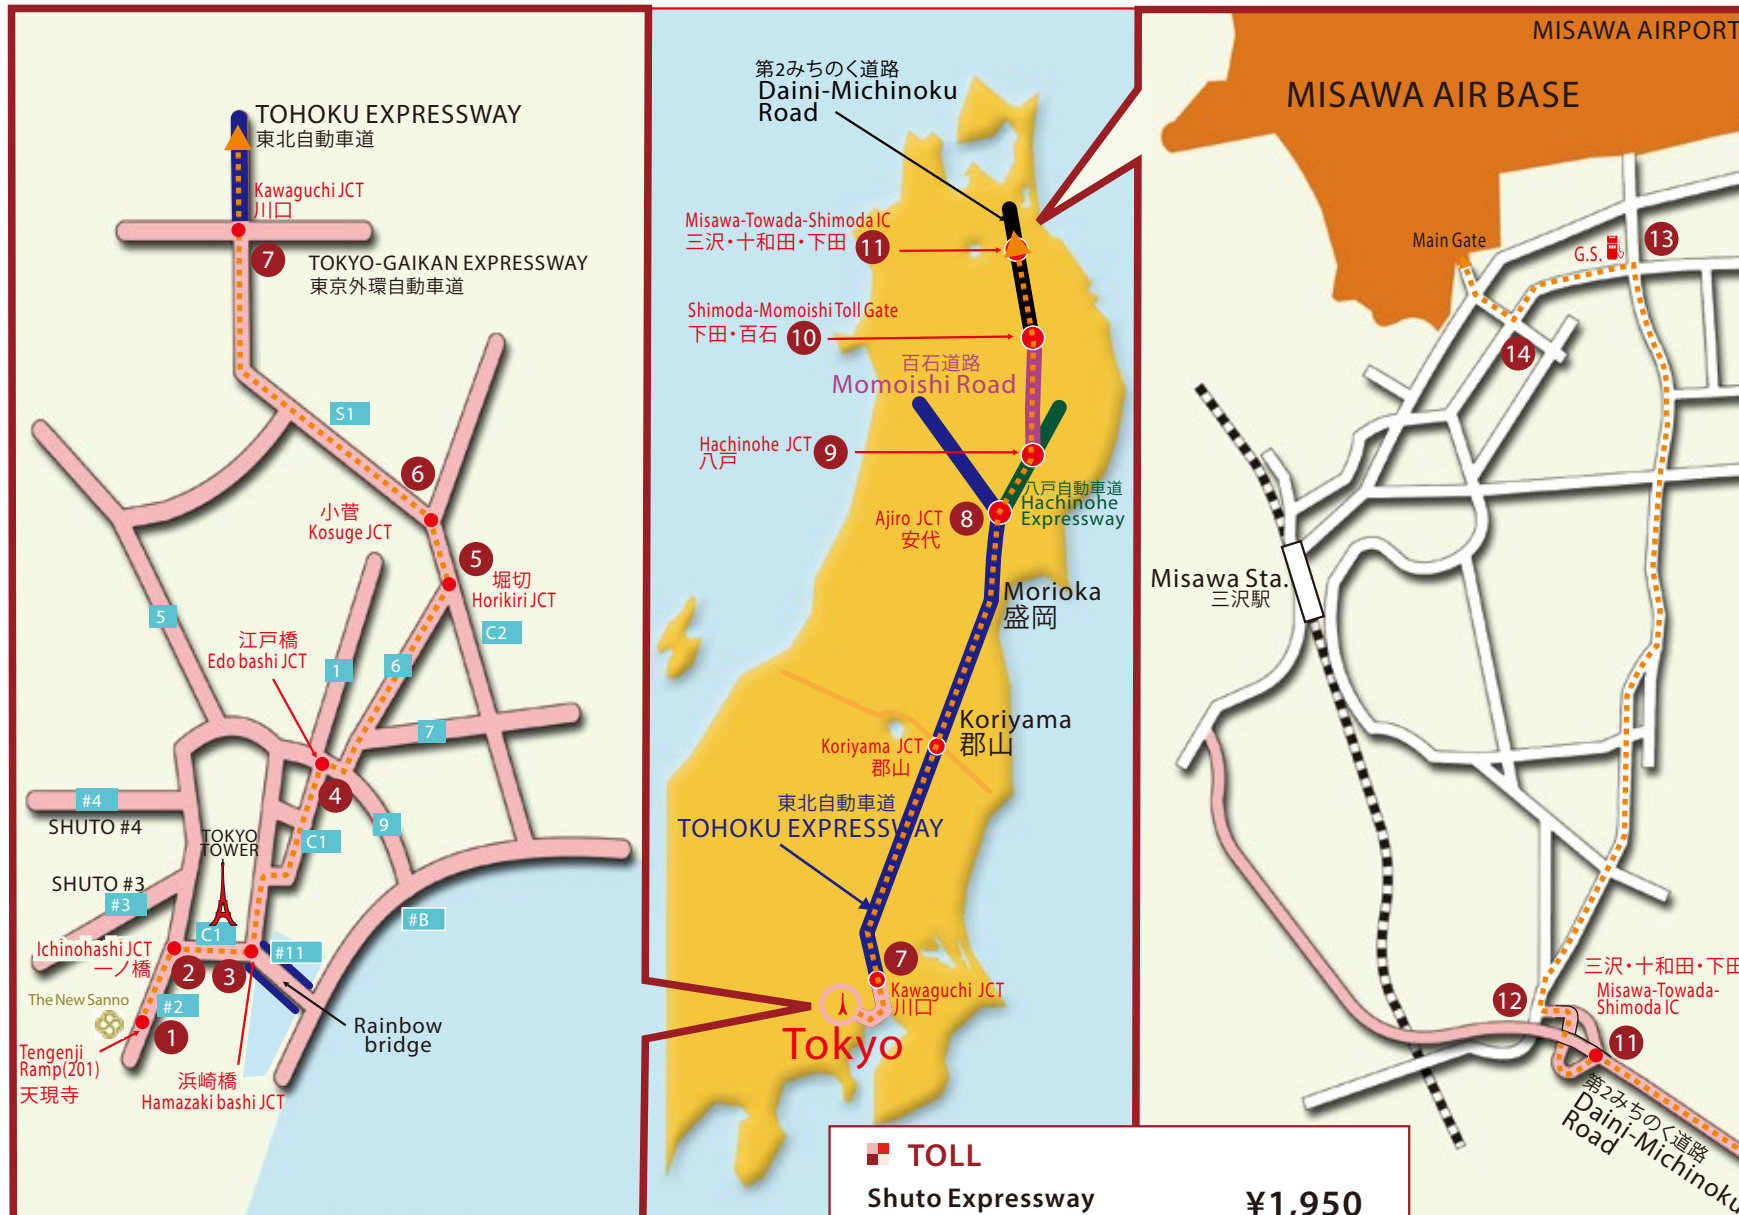 TOHOKU EXPRESSWAY
東北自動車道
Kawaguchi JCT
川口
7
TOKYO-GAIKAN EXPRESSWAY
東京外環自動車道
S1
6
小菅
Kosuge JCT
5
堀切
Horikiri JCT
5
C2
江戸橋
Edo bashi JCT
1
6
7
4
#4
SHUTO #4
9
TOKYO
TOWER
C1
SHUTO #3
#3
#B
C1
#11
Ichinohashi JCT
一ノ橋
2
3
The New Sanno
#2
1
Rainbow
bridge
Tengenji
Ramp(201)
天現寺
浜崎橋
Hamazaki bashi JCT
第2みちのく道路
Daini-Michinoku
Road
Misawa-Towada-Shimoda IC
三沢・十和田・下田
11
Shimoda-Momoishi Toll Gate
下田・百石
10
百石道路
Momoishi Road
Hachinohe JCT
八戸
9
八戸自動車道
Hachinohe
Expressway
Ajiro JCT
安代
8
Morioka
盛岡
Koriyama
郡山
Koriyama JCT
郡山
東北自動車道
TOHOKU EXPRESSWAY
7
Kawaguchi JCT
川口
Tokyo
MISAWA AIRPORT
MISAWA AIR BASE
Main Gate
G.S.
13
14
Misawa Sta.
三沢駅
三沢・十和田・下田
Misawa-Towada-
Shimoda IC
12
11
第2みちのく道路
Daini-Michinoku
Road
TOLL
Shuto Expressway ¥1,950